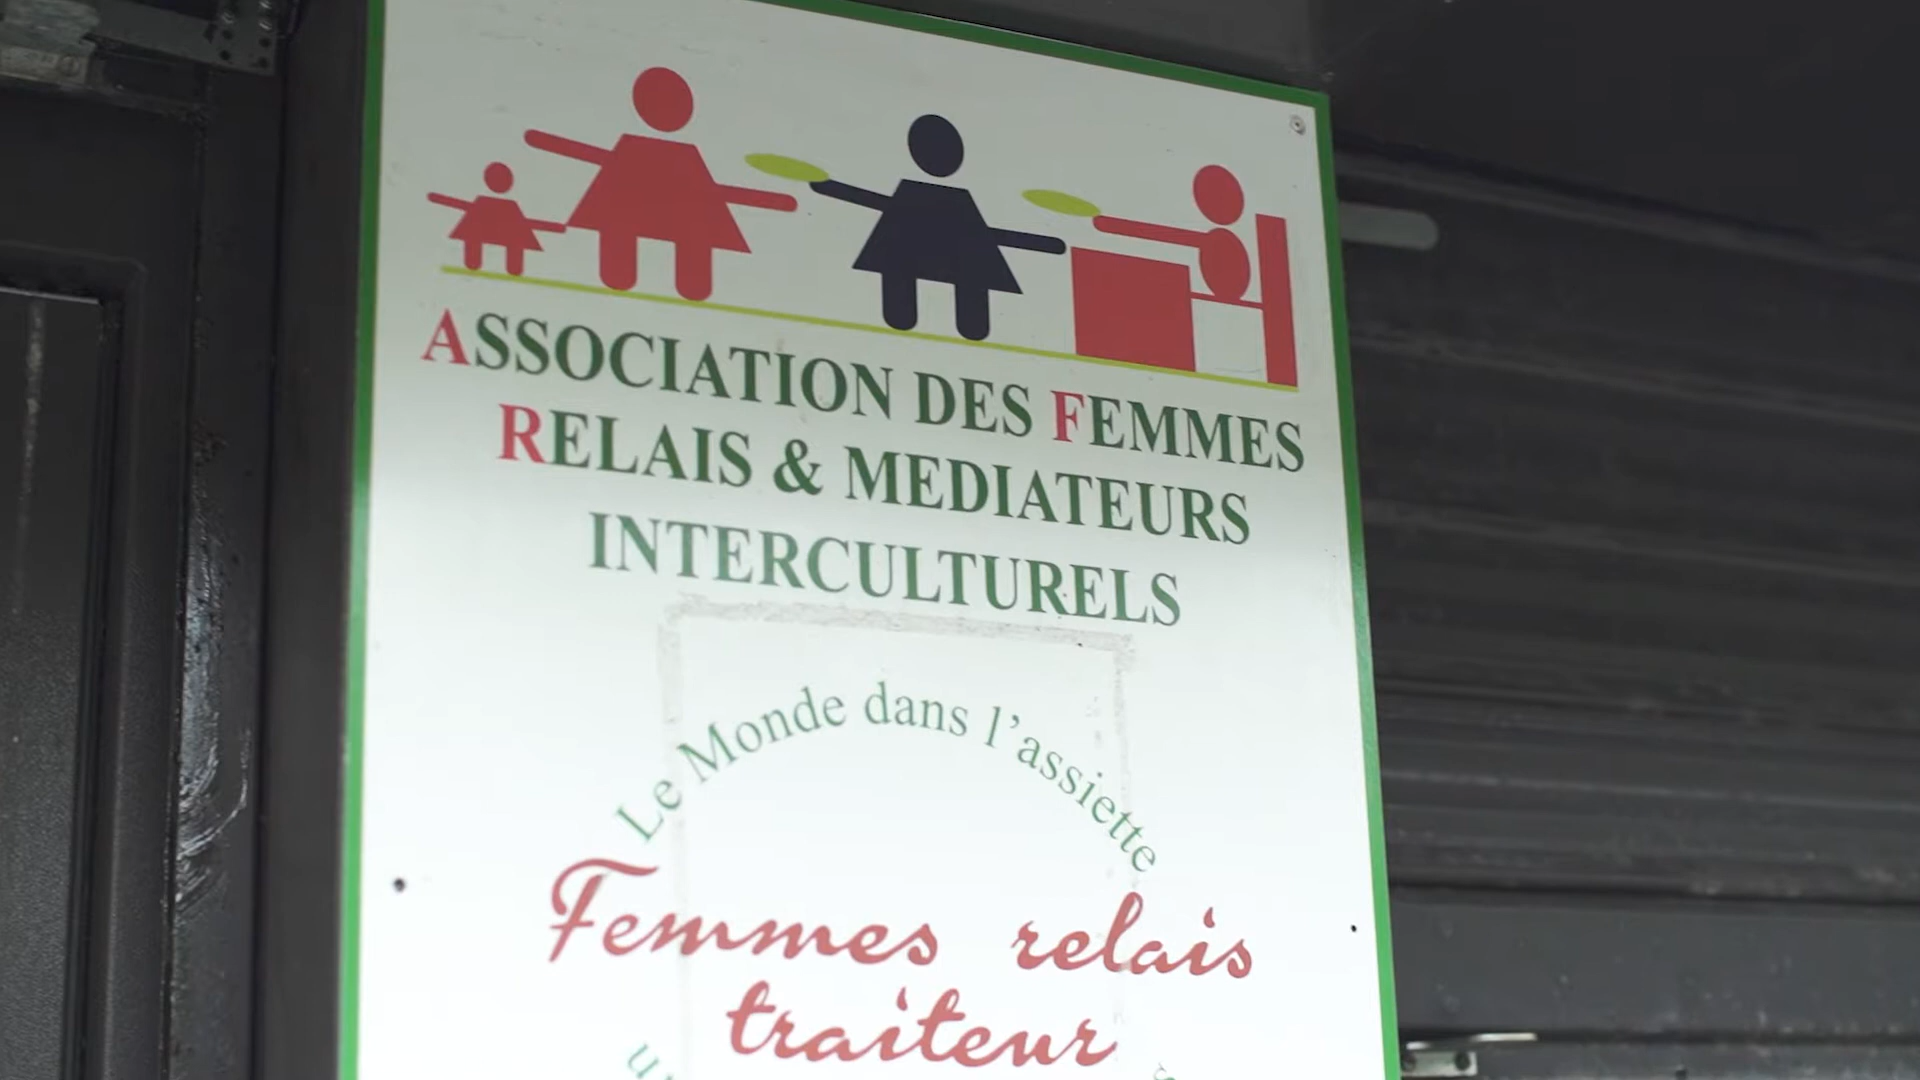 ASSOCIATION DES FEMMES
RELAIS & MEDIATEURS
INTERCULTURELS
Le Monde dans l'assiette
Femmes relais
traiteur